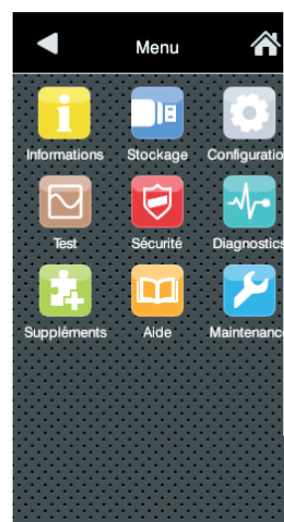 Menu
Informations Stockage Configuratio
Test Sécurité Diagnostics
Suppléments Aide Maintenanc